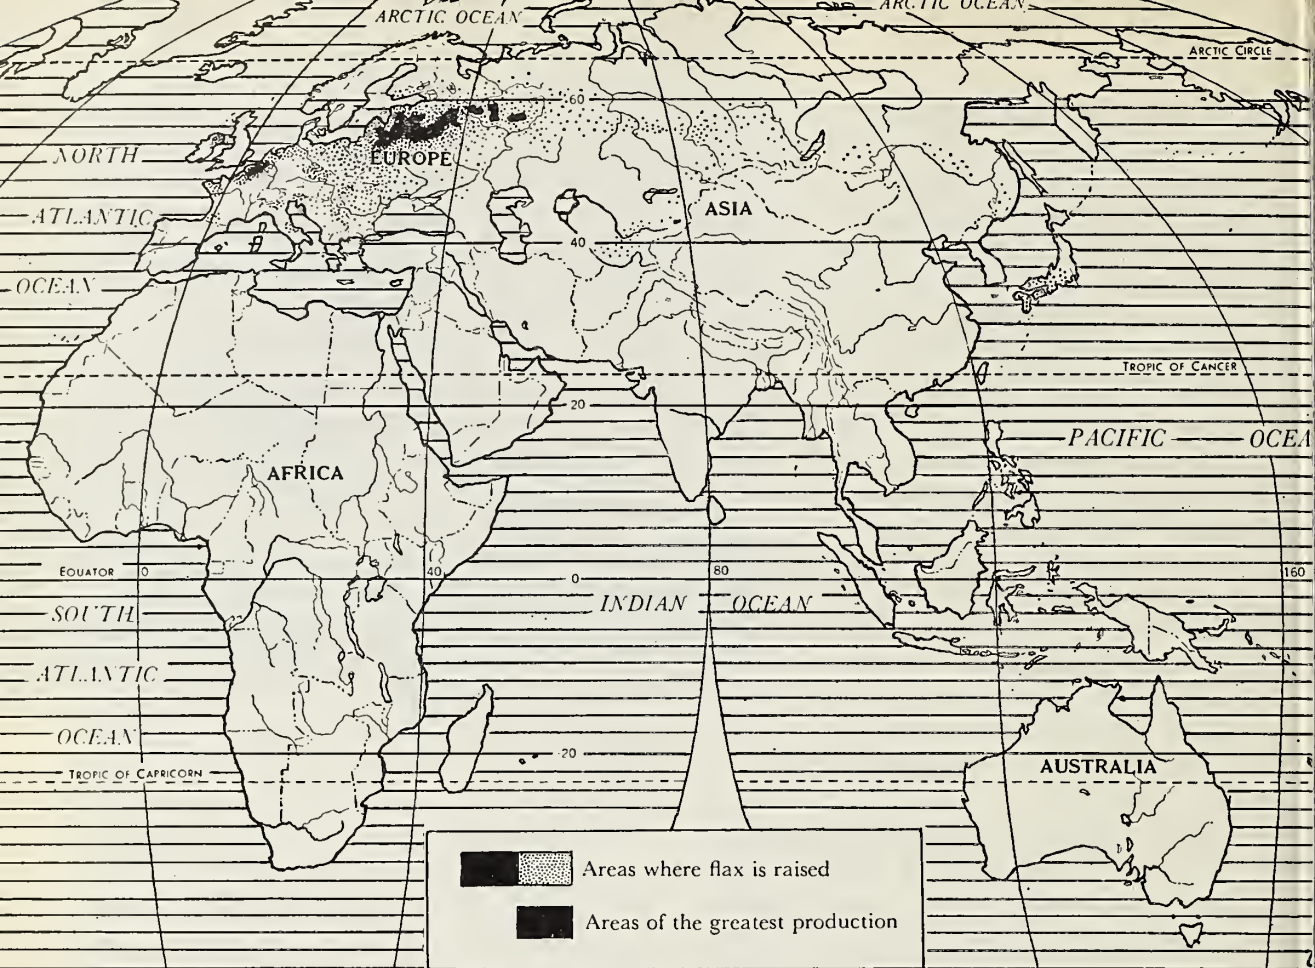 ARCTIC OCEAN
ARCTIC OCEAN
ARCTIC CIRCLE
60
NORTH
EUROPE
ATLANTIC
ASIA
40
OCEAN
TROPIC OF CANCER
20
PACIFIC OCEA
AFRICA
EQUATOR 0 40 0 80 160
INDIAN OCEAN
SOUTH
ATLANTIC
OCEAN
20
TROPIC OF CAPRICORN
AUSTRALIA
Areas where flax is raised
Areas of the greatest production